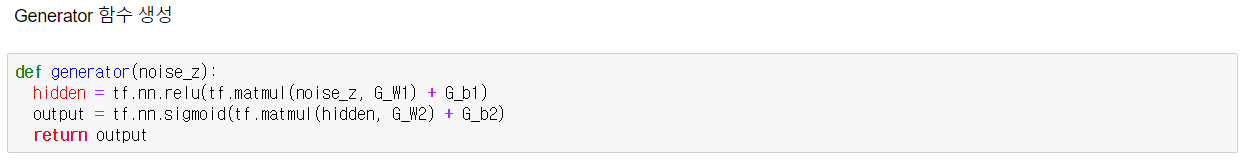 Generator 함수 생성
def generator(noise_z):
  hidden = tf.nn.relu(tf.matmul(noise_z, G_W1) + G_b1)
  output = tf.nn.sigmoid(tf.matmul(hidden, G_W2) + G_b2)
  return output